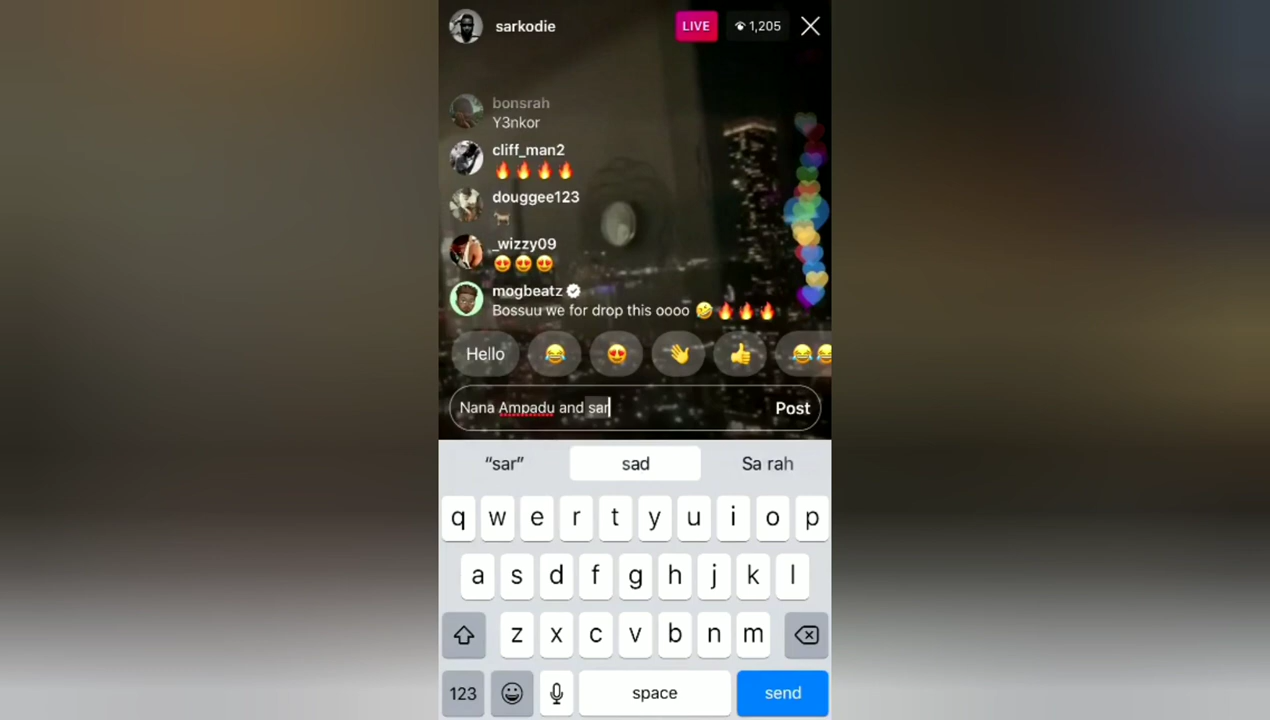 sarkodie
LIVE
1,205
bonsrah
Y3nkor
cliff_man2
🔥🔥🔥🔥
douggee123
🐐
_wizzy09
😍😍😍
mogbeatz
Bossuu we for drop this oooo 🤣🔥🔥🔥
Hello 😂 😍 👋 👍 😂😂
Nana Ampadu and sar
Post
“sar” sad Sa rah
q w e r t y u i o p
a s d f g h j k l
z x c v b n m
123 space send